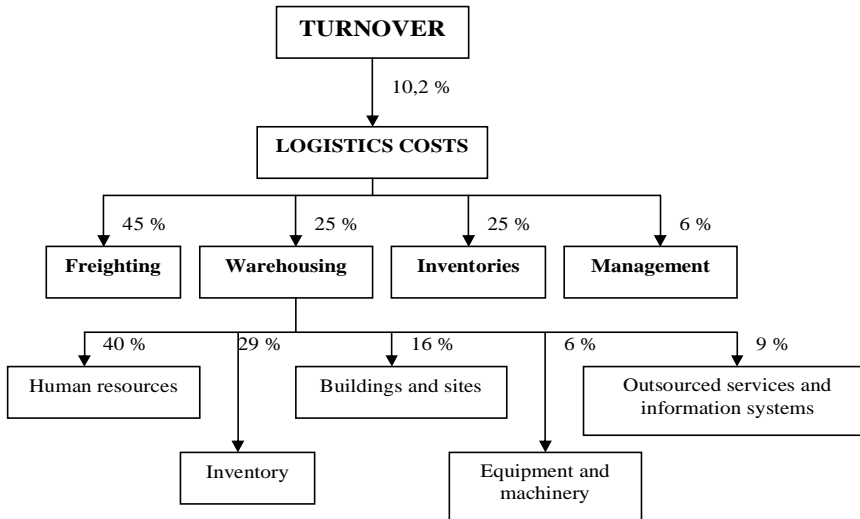 TURNOVER
10,2 %
LOGISTICS COSTS
45 %
25 %
25 %
6 %
Freighting
Warehousing
Inventories
Management
40 %
29 %
16 %
6 %
9 %
Human resources
Buildings and sites
Outsourced services and
information systems
Inventory
Equipment and
machinery